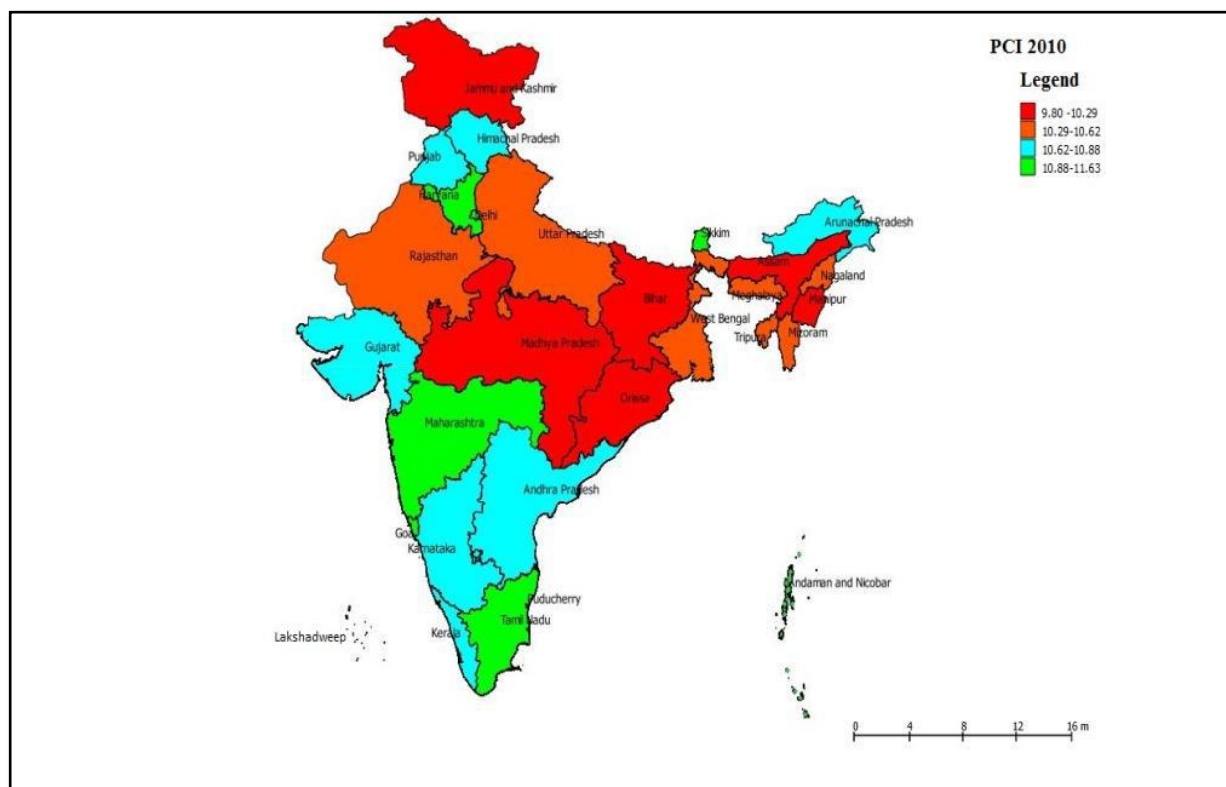 PCI 2010
Legend
9.80 -10.29
10.29-10.62
10.62-10.88
10.88-11.63
Jammu and Kashmir
Himachal Pradesh
Punjab
Haryana
Delhi
Uttar Pradesh
Rajasthan
Sikkim
Arunachal Pradesh
Assam
Nagaland
Meghalaya
Manipur
Bihar
West Bengal
Tripura
Mizoram
Gujarat
Madhya Pradesh
Orissa
Maharashtra
Andhra Pradesh
Goa
Karnataka
Puducherry
Tamil Nadu
Kerala
Lakshadweep
Andaman and Nicobar
0 4 8 12 16 m